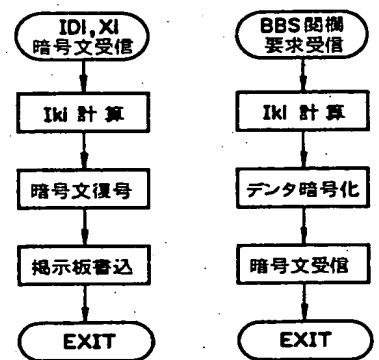 IDi, Xi
暗号文受信
Iki 計算
暗号文復号
掲示板書込
EXIT
BBS閲欄
要求受信
Iki 計算
デンタ暗号化
暗号文受信
EXIT